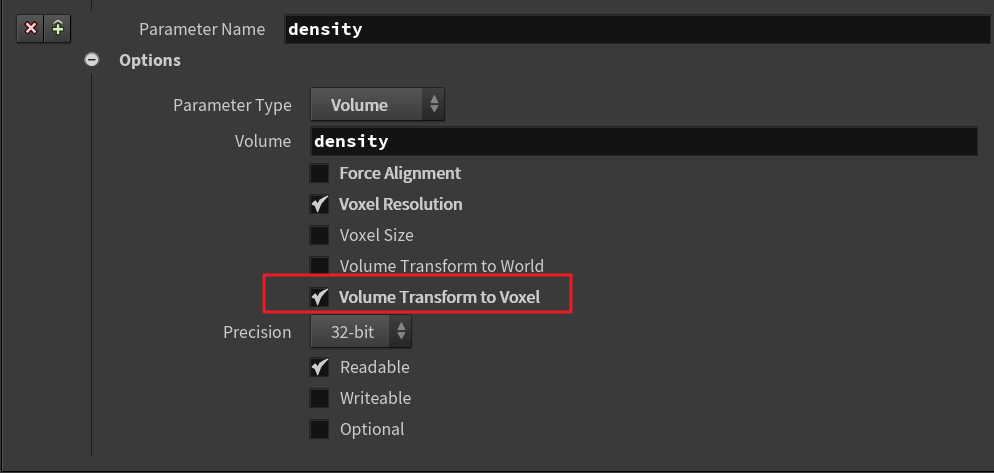 Parameter Name density
Options
Parameter Type Volume
Volume density
Force Alignment
Voxel Resolution
Voxel Size
Volume Transform to World
Volume Transform to Voxel
Precision 32-bit
Readable
Writeable
Optional